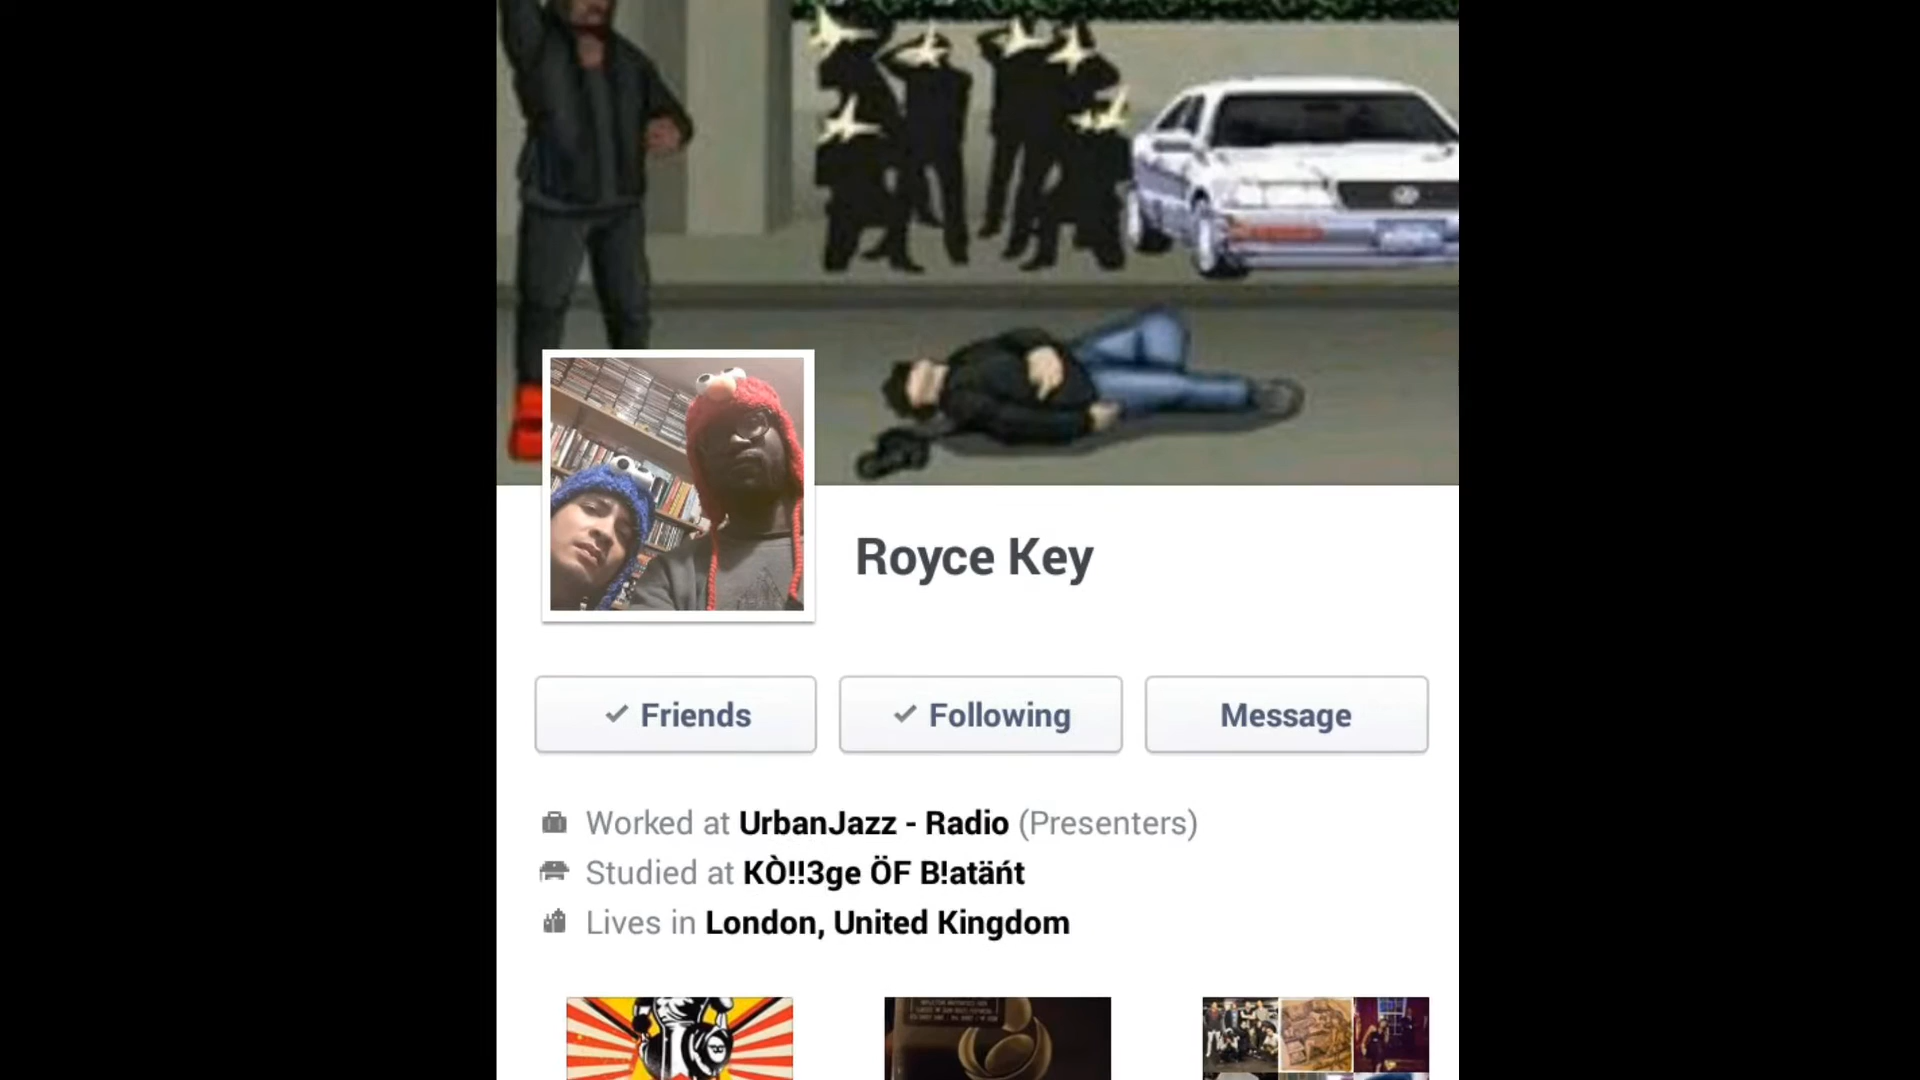 Royce Key
Friends
Following
Message
Worked at UrbanJazz - Radio (Presenters)
Studied at KÒ!!3ge ÖF B!atäńt
Lives in London, United Kingdom